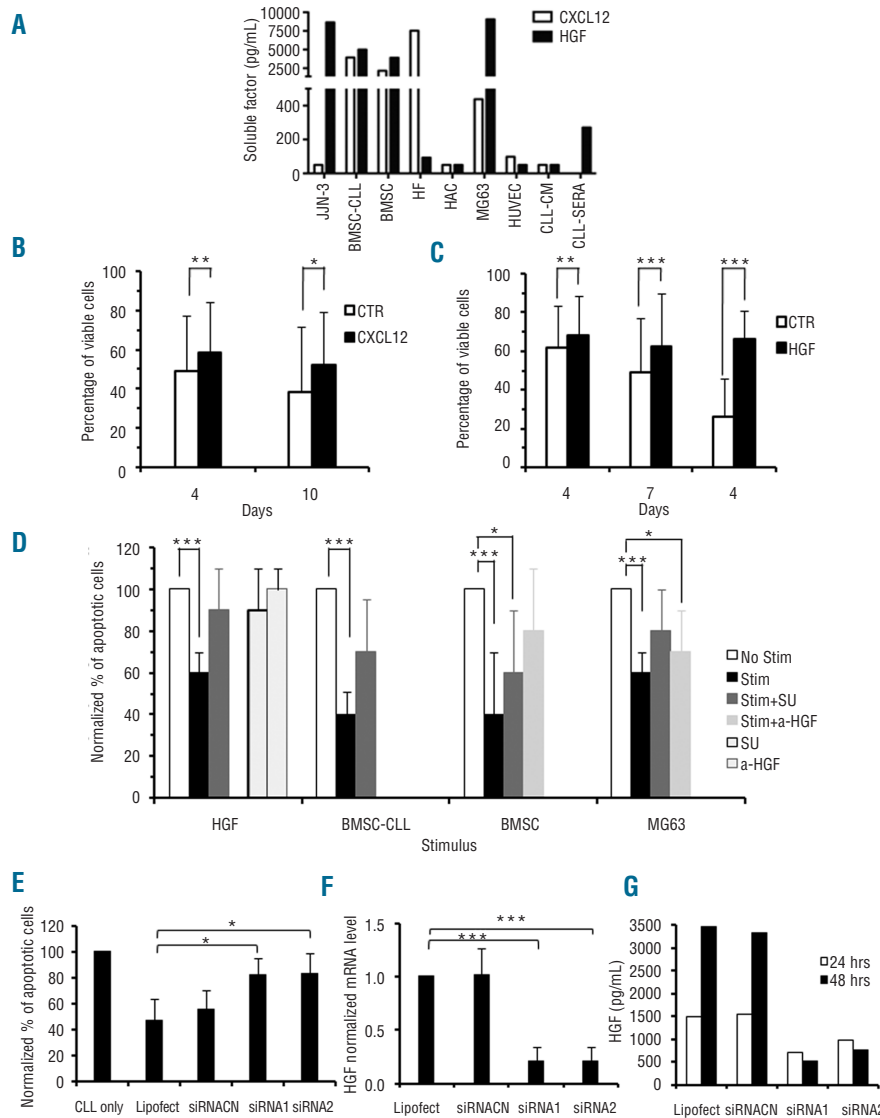 A
Soluble factor (pg/mL)
10000
7500
5000
2500
400
200
0
CXCL12
HGF
JJN-3
BMSC-CLL
BMSC
HF
HAC
MG63
HUVEC
CLL-CM
CLL-SERA
B
Percentage of viable cells
100
80
60
40
20
0
**
*
CTR
CXCL12
4
10
Days
C
Percentage of viable cells
100
80
60
40
20
0
**
***
***
CTR
HGF
4
7
4
Days
D
Normalized % of apoptotic cells
120
100
80
60
40
20
0
***
***
*
***
*
***
No Stim
Stim
Stim+SU
Stim+a-HGF
SU
a-HGF
HGF
BMSC-CLL
BMSC
MG63
Stimulus
E
Normalized % of apoptotic cells
120
100
80
60
40
20
0
*
*
CLL only
Lipofect
siRNACN
siRNA1
siRNA2
F
HGF normalized mRNA level
1.5
1.0
0.5
0.0
***
***
Lipofect
siRNACN
siRNA1
siRNA2
G
HGF (pg/mL)
3500
3000
2500
2000
1500
1000
500
0
24 hrs
48 hrs
Lipofect
siRNACN
siRNA1
siRNA2